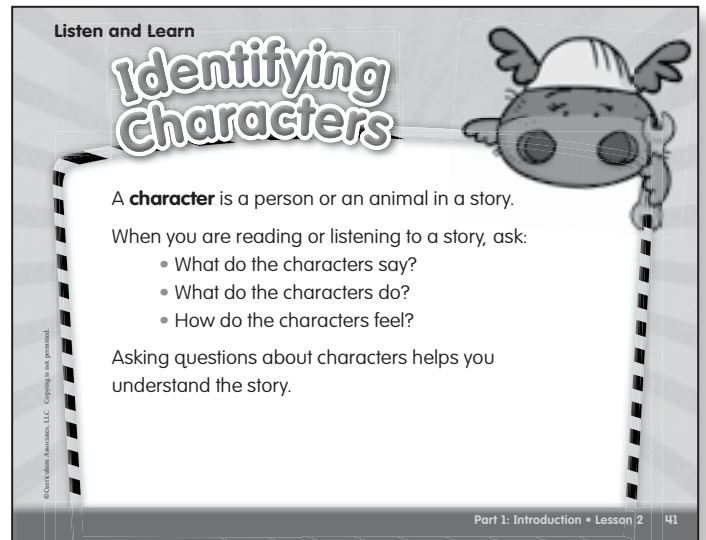 Listen and Learn
Identifying
Characters
A character is a person or an animal in a story.
When you are reading or listening to a story, ask:
• What do the characters say?
• What do the characters do?
• How do the characters feel?
Asking questions about characters helps you
understand the story.
©Curriculum Associates, LLC Copying is not permitted.
Part 1: Introduction • Lesson 2 41